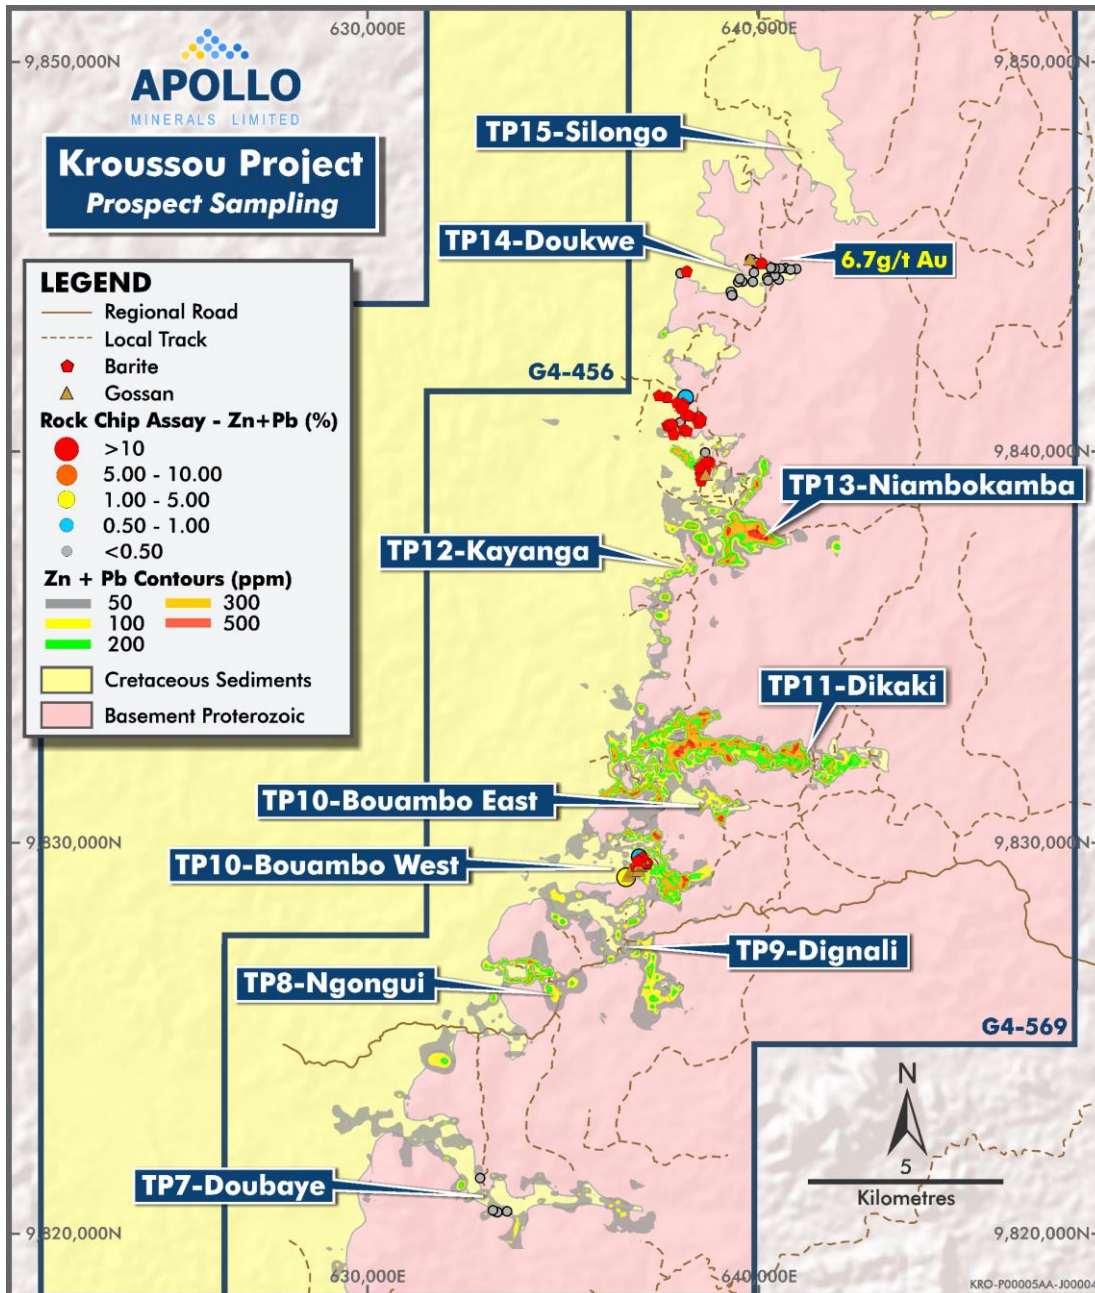 630,000E
640,000E
9,850,000N
9,850,000N
APOLLO
MINERALS LIMITED
Kroussou Project
Prospect Sampling
TP15-Silongo
TP14-Doukwe
6.7g/t Au
LEGEND
Regional Road
Local Track
Barite
Gossan
Rock Chip Assay - Zn+Pb (%)
>10
5.00 - 10.00
1.00 - 5.00
0.50 - 1.00
<0.50
Zn + Pb Contours (ppm)
50
300
100
500
200
Cretaceous Sediments
Basement Proterozoic
G4-456
9,840,000N
TP13-Niambokamba
TP12-Kayanga
TP11-Dikaki
TP10-Bouambo East
9,830,000N
9,830,000N
TP10-Bouambo West
TP9-Dignali
TP8-Ngongui
G4-569
N
5
Kilometres
TP7-Doubaye
9,820,000N
9,820,000N
630,000E
640,000E
KRO-P00005AA-J00004